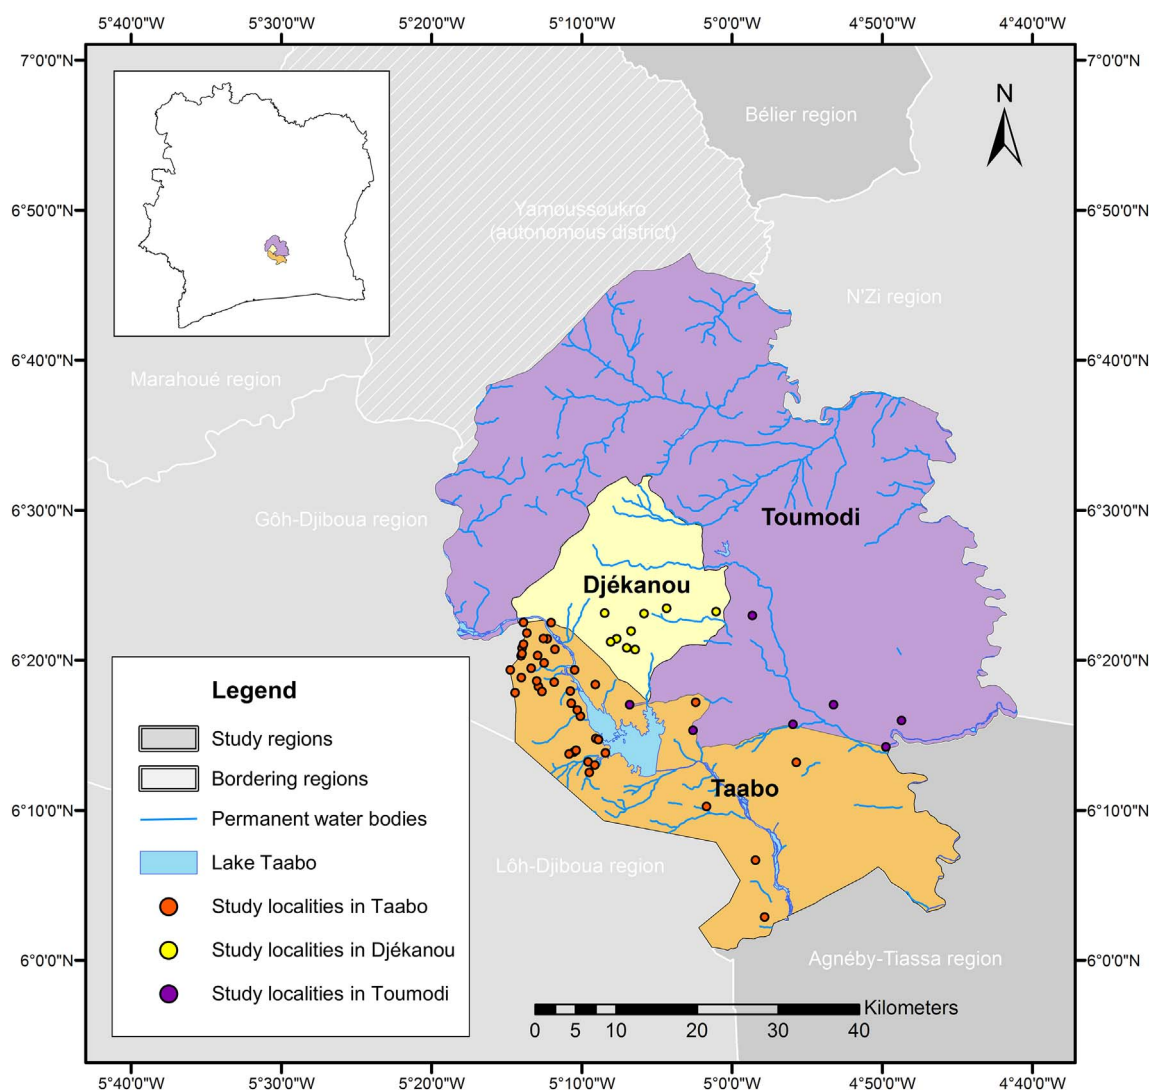 5°40'0"W 5°30'0"W 5°20'0"W 5°10'0"W 5°0'0"W 4°50'0"W 4°40'0"W
7°0'0"N 7°0'0"N
N
Bélier region
6°50'0"N 6°50'0"N
Yamoussoukro
(autonomous district)
N'Zi region
6°40'0"N 6°40'0"N
Marahoué region
6°30'0"N 6°30'0"N
Gôh-Djiboua region
Toumodi
Djékanou
6°20'0"N 6°20'0"N
Legend
Study regions
Bordering regions
Permanent water bodies
Lake Taabo
Study localities in Taabo
Study localities in Djékanou
Study localities in Toumodi
Taabo
6°10'0"N 6°10'0"N
Lôh-Djiboua region
Agnéby-Tiassa region
6°0'0"N 6°0'0"N
Kilometers
0 5 10 20 30 40
5°40'0"W 5°30'0"W 5°20'0"W 5°10'0"W 5°0'0"W 4°50'0"W 4°40'0"W